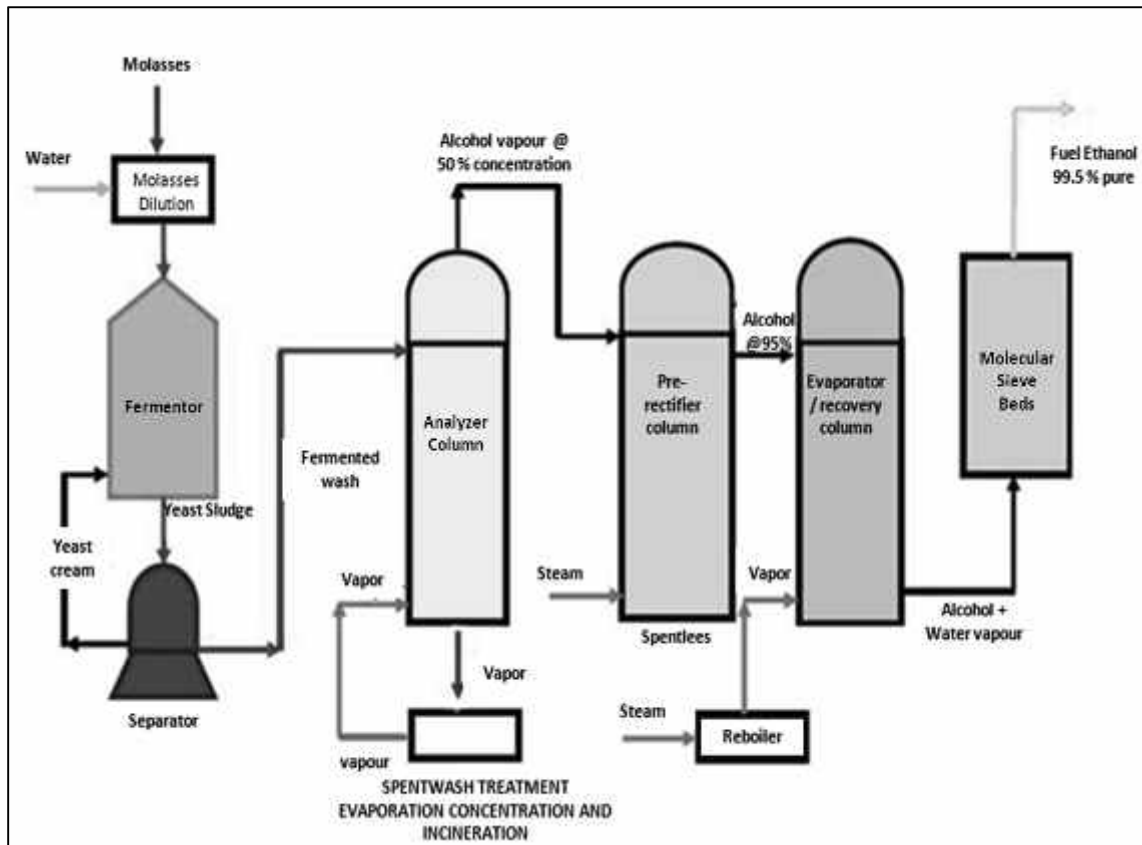 Molasses
Water
Molasses
Dilution
Fermentor
Yeast Sludge
Yeast
cream
Separator
Fermented
wash
Alcohol vapour @
50 % concentration
Analyzer
Column
Vapor
Vapor
vapour
SPENTWASH TREATMENT
EVAPORATION CONCENTRATION AND
INCINERATION
Pre-
rectifier
column
Steam
Spentlees
Alcohol
@95%
Evaporator
/ recovery
column
Vapor
Steam
Reboiler
Alcohol +
Water vapour
Molecular
Sieve
Beds
Fuel Ethanol
99.5 % pure